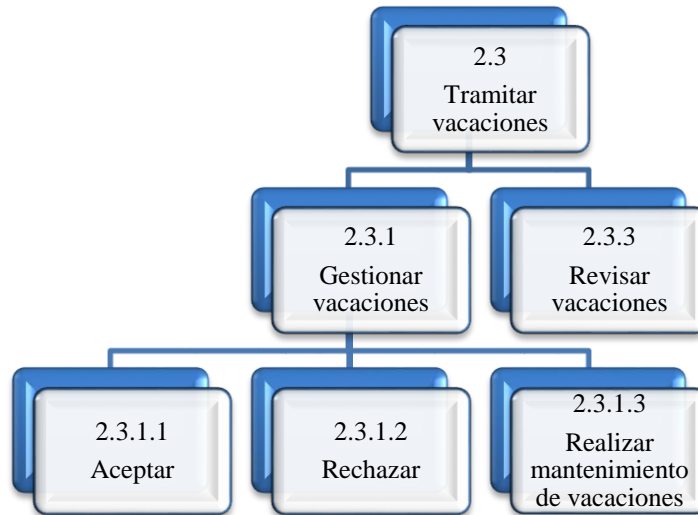 2.3
Tramitar
vacaciones
2.3.1
Gestionar
vacaciones
2.3.3
Revisar
vacaciones
2.3.1.1
Aceptar
2.3.1.2
Rechazar
2.3.1.3
Realizar
mantenimiento
de vacaciones